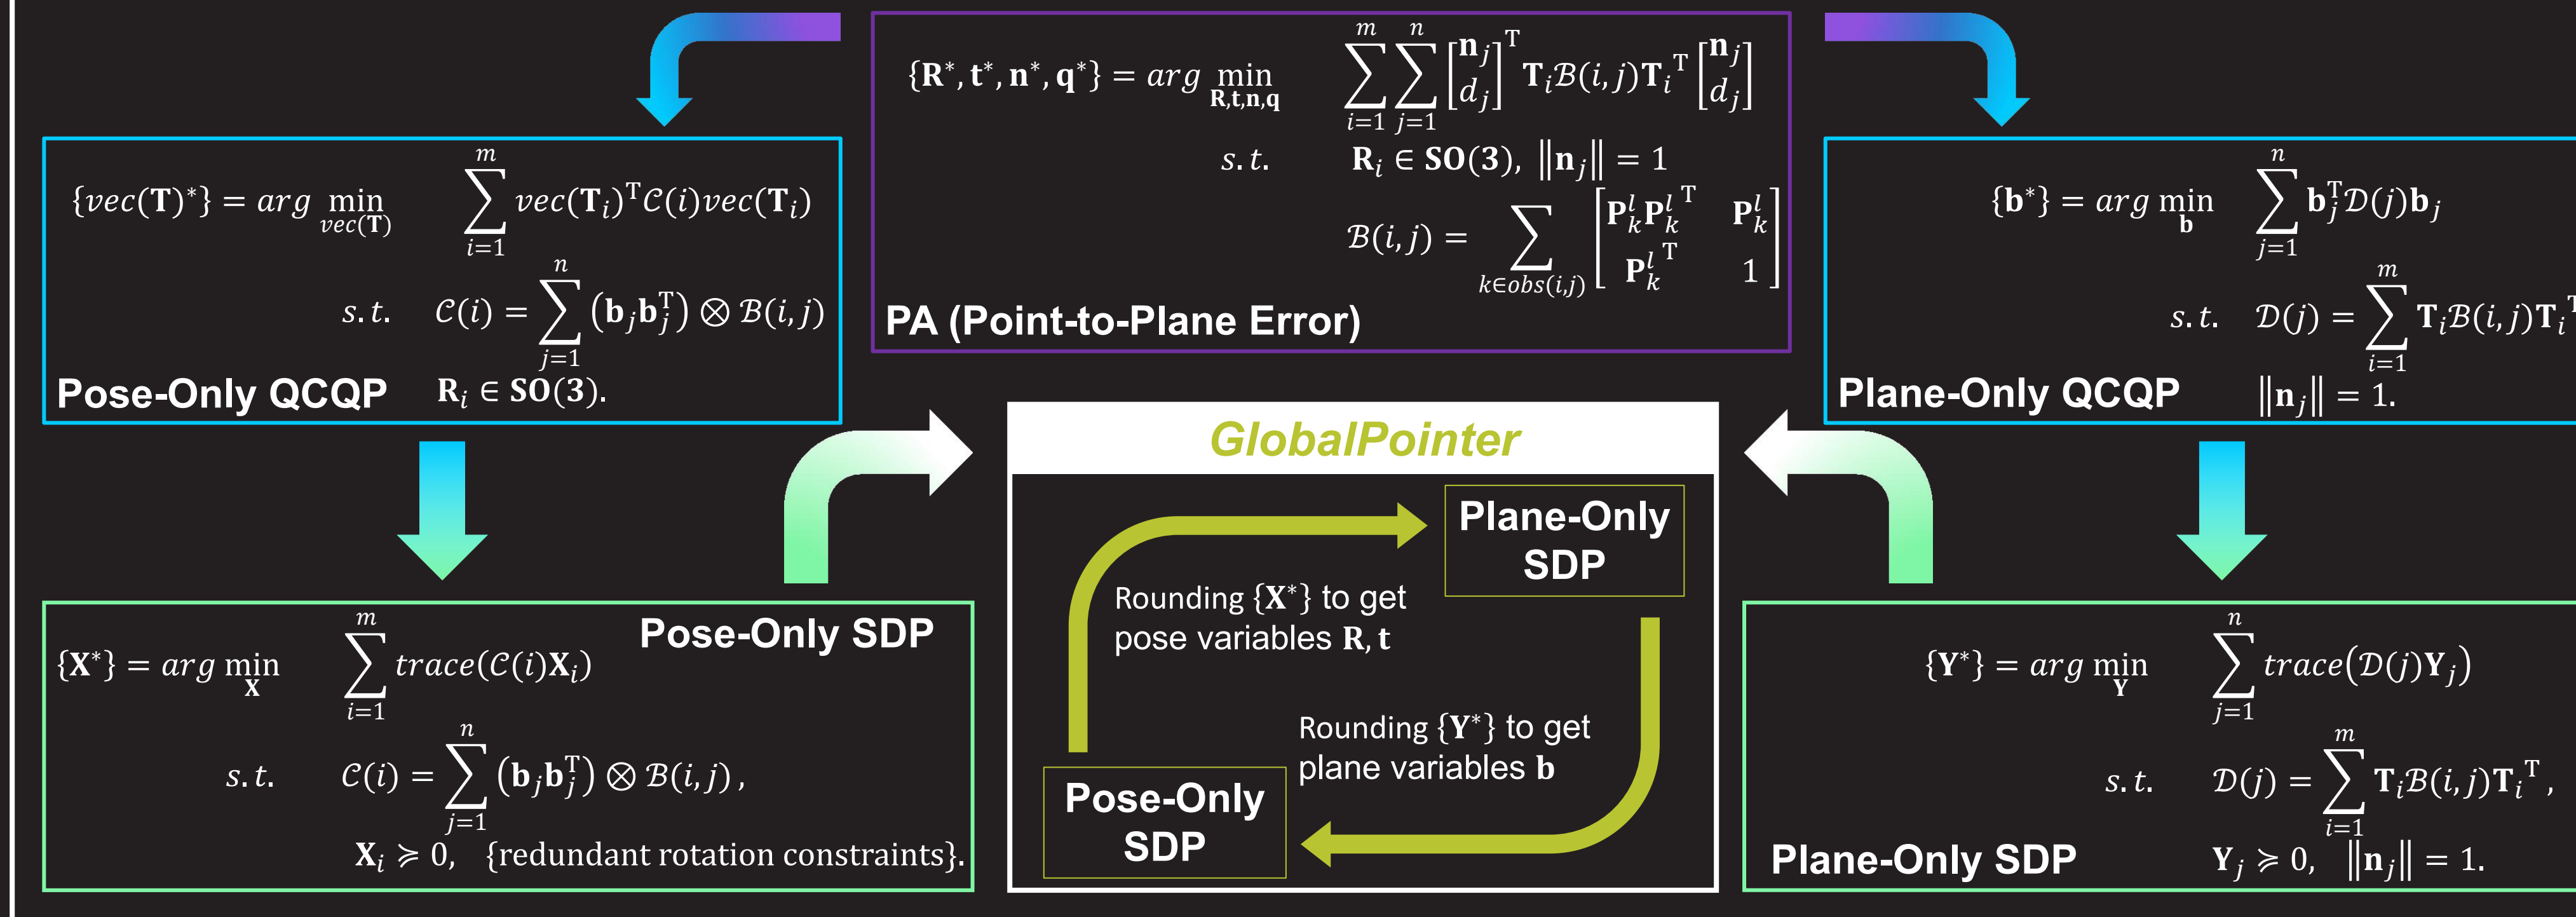 {𝐑*, 𝐭*, 𝐧*, 𝐪*} = arg min_{𝐑,𝐭,𝐧,𝐪} ∑_{i=1}^{m} ∑_{j=1}^{n} [𝐧_j; d_j]^T 𝐓_i ℬ(i, j) 𝐓_i^T [𝐧_j; d_j]
s. t. 𝐑_i ∈ 𝐒𝐎(𝟑), ‖𝐧_j‖ = 1
ℬ(i, j) = ∑_{k∈obs(i,j)} [𝐏_k^l 𝐏_k^l^T 𝐏_k^l; 𝐏_k^l^T 1]
PA (Point-to-Plane Error)
{vec(𝐓)*} = arg min_{vec(𝐓)} ∑_{i=1}^{m} vec(𝐓_i)^T 𝒞(i) vec(𝐓_i)
s. t. 𝒞(i) = ∑_{j=1}^{n} (𝐛_j 𝐛_j^T) ⊗ ℬ(i, j)
Pose-Only QCQP 𝐑_i ∈ 𝐒𝐎(𝟑).
{𝐛*} = arg min_{𝐛} ∑_{j=1}^{n} 𝐛_j^T 𝒟(j) 𝐛_j
s. t. 𝒟(j) = ∑_{i=1}^{m} 𝐓_i ℬ(i, j) 𝐓_i^T
Plane-Only QCQP ‖𝐧_j‖ = 1.
GlobalPointer
Plane-Only
SDP
Rounding {𝐗*} to get
pose variables 𝐑, 𝐭
Rounding {𝐘*} to get
plane variables 𝐛
Pose-Only
SDP
Pose-Only SDP
{𝐗*} = arg min_{𝐗} ∑_{i=1}^{m} trace(𝒞(i)𝐗_i)
s. t. 𝒞(i) = ∑_{j=1}^{n} (𝐛_j 𝐛_j^T) ⊗ ℬ(i, j) ,
𝐗_i ≽ 0, {redundant rotation constraints}.
{𝐘*} = arg min_{𝐘} ∑_{j=1}^{n} trace(𝒟(j)𝐘_j)
s. t. 𝒟(j) = ∑_{i=1}^{m} 𝐓_i ℬ(i, j) 𝐓_i^T ,
Plane-Only SDP 𝐘_j ≽ 0, ‖𝐧_j‖ = 1.